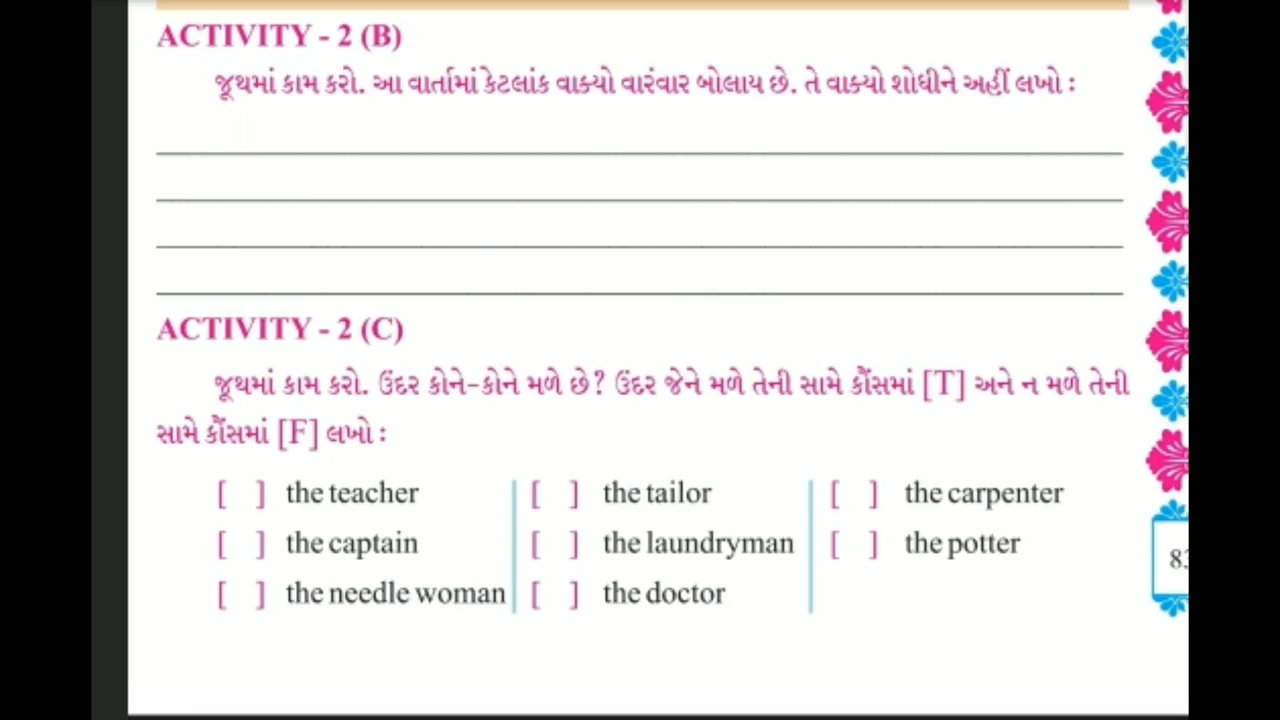 ACTIVITY - 2 (B)
જૂથમાં કામ કરો. આ વાર્તામાં કેટલાંક વાક્યો વારંવાર બોલાય છે. તે વાક્યો શોધીને અહીં લખો :
ACTIVITY - 2 (C)
જૂથમાં કામ કરો. ઉંદર કોને-કોને મળે છે? ઉંદર જેને મળે તેની સામે કૌંસમાં [T] અને ન મળે તેની
સામે કૌંસમાં [F] લખો :
[ ] the teacher [ ] the tailor [ ] the carpenter
[ ] the captain [ ] the laundryman [ ] the potter
[ ] the needle woman [ ] the doctor
83